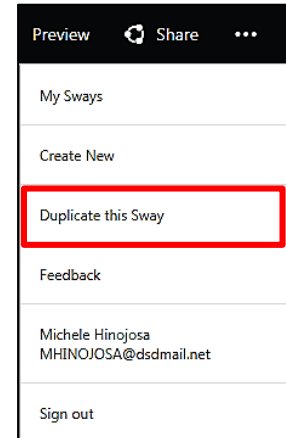 Preview Share •••
My Sways
Create New
Duplicate this Sway
Feedback
Michele Hinojosa
MHINOJOSA@dsdmail.net
Sign out